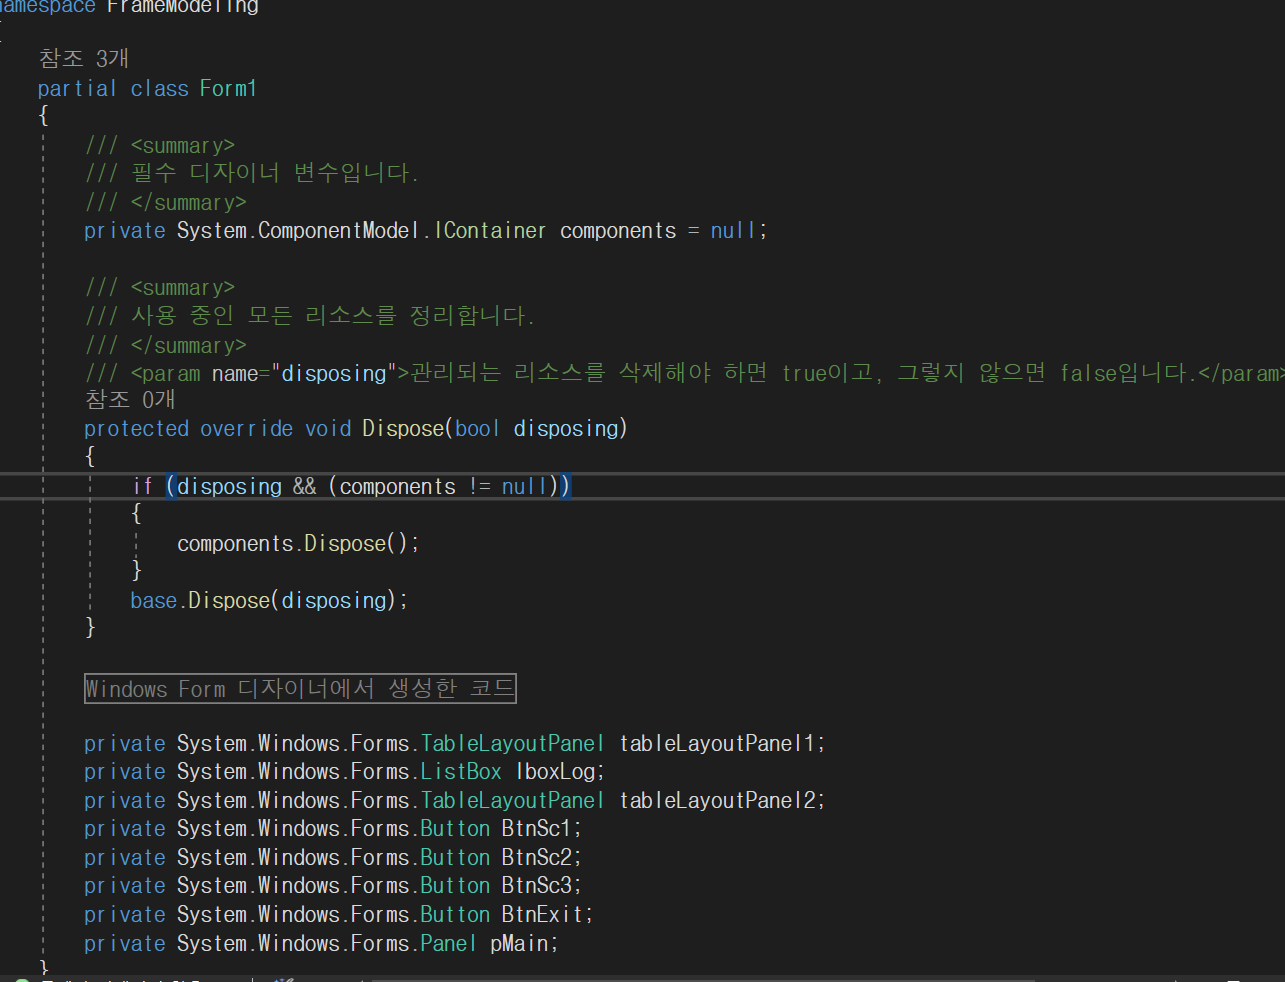 namespace FrameModeling
참조 3개
partial class Form1
{
/// <summary>
/// 필수 디자이너 변수입니다.
/// </summary>
private System.ComponentModel.IContainer components = null;
/// <summary>
/// 사용 중인 모든 리소스를 정리합니다.
/// </summary>
/// <param name="disposing">관리되는 리소스를 삭제해야 하면 true이고, 그렇지 않으면 false입니다.</param>
참조 0개
protected override void Dispose(bool disposing)
{
if (disposing && (components != null))
{
components.Dispose();
}
base.Dispose(disposing);
}
Windows Form 디자이너에서 생성한 코드
private System.Windows.Forms.TableLayoutPanel tableLayoutPanel1;
private System.Windows.Forms.ListBox lboxLog;
private System.Windows.Forms.TableLayoutPanel tableLayoutPanel2;
private System.Windows.Forms.Button BtnSc1;
private System.Windows.Forms.Button BtnSc2;
private System.Windows.Forms.Button BtnSc3;
private System.Windows.Forms.Button BtnExit;
private System.Windows.Forms.Panel pMain;
}